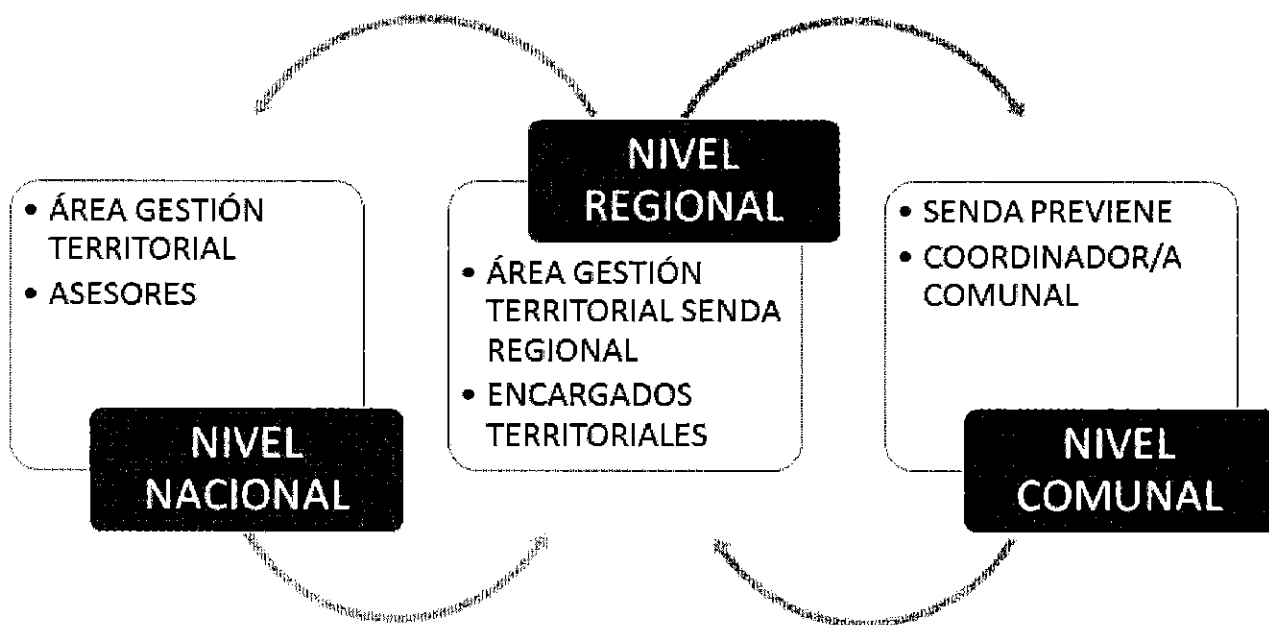 • ÁREA GESTIÓN
TERRITORIAL
• ASESORES
NIVEL
NACIONAL
NIVEL
REGIONAL
• ÁREA GESTIÓN
TERRITORIAL SENDA
REGIONAL
• ENCARGADOS
TERRITORIALES
• SENDA PREVIENE
• COORDINADOR/A
COMUNAL
NIVEL
COMUNAL